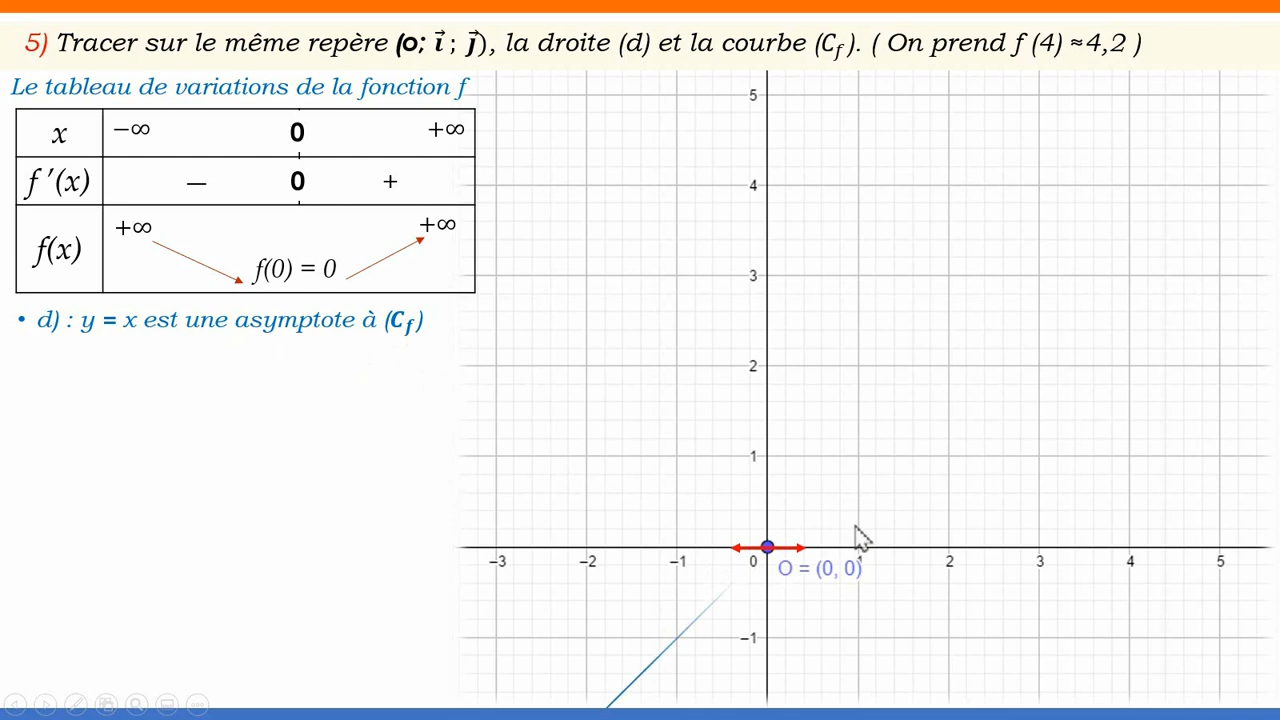 5) Tracer sur le même repère (o; i⃗ ; j⃗), la droite (d) et la courbe (C_f). ( On prend f (4) ≈4,2 )
Le tableau de variations de la fonction f
x −∞ 0 +∞
f ′(x) — 0 +
f(x) +∞ f(0) = 0 +∞
• d) : y = x est une asymptote à (C_f)
5
4
3
2
1
−3 −2 −1 0 1 2 3 4 5
O = (0, 0)
−1